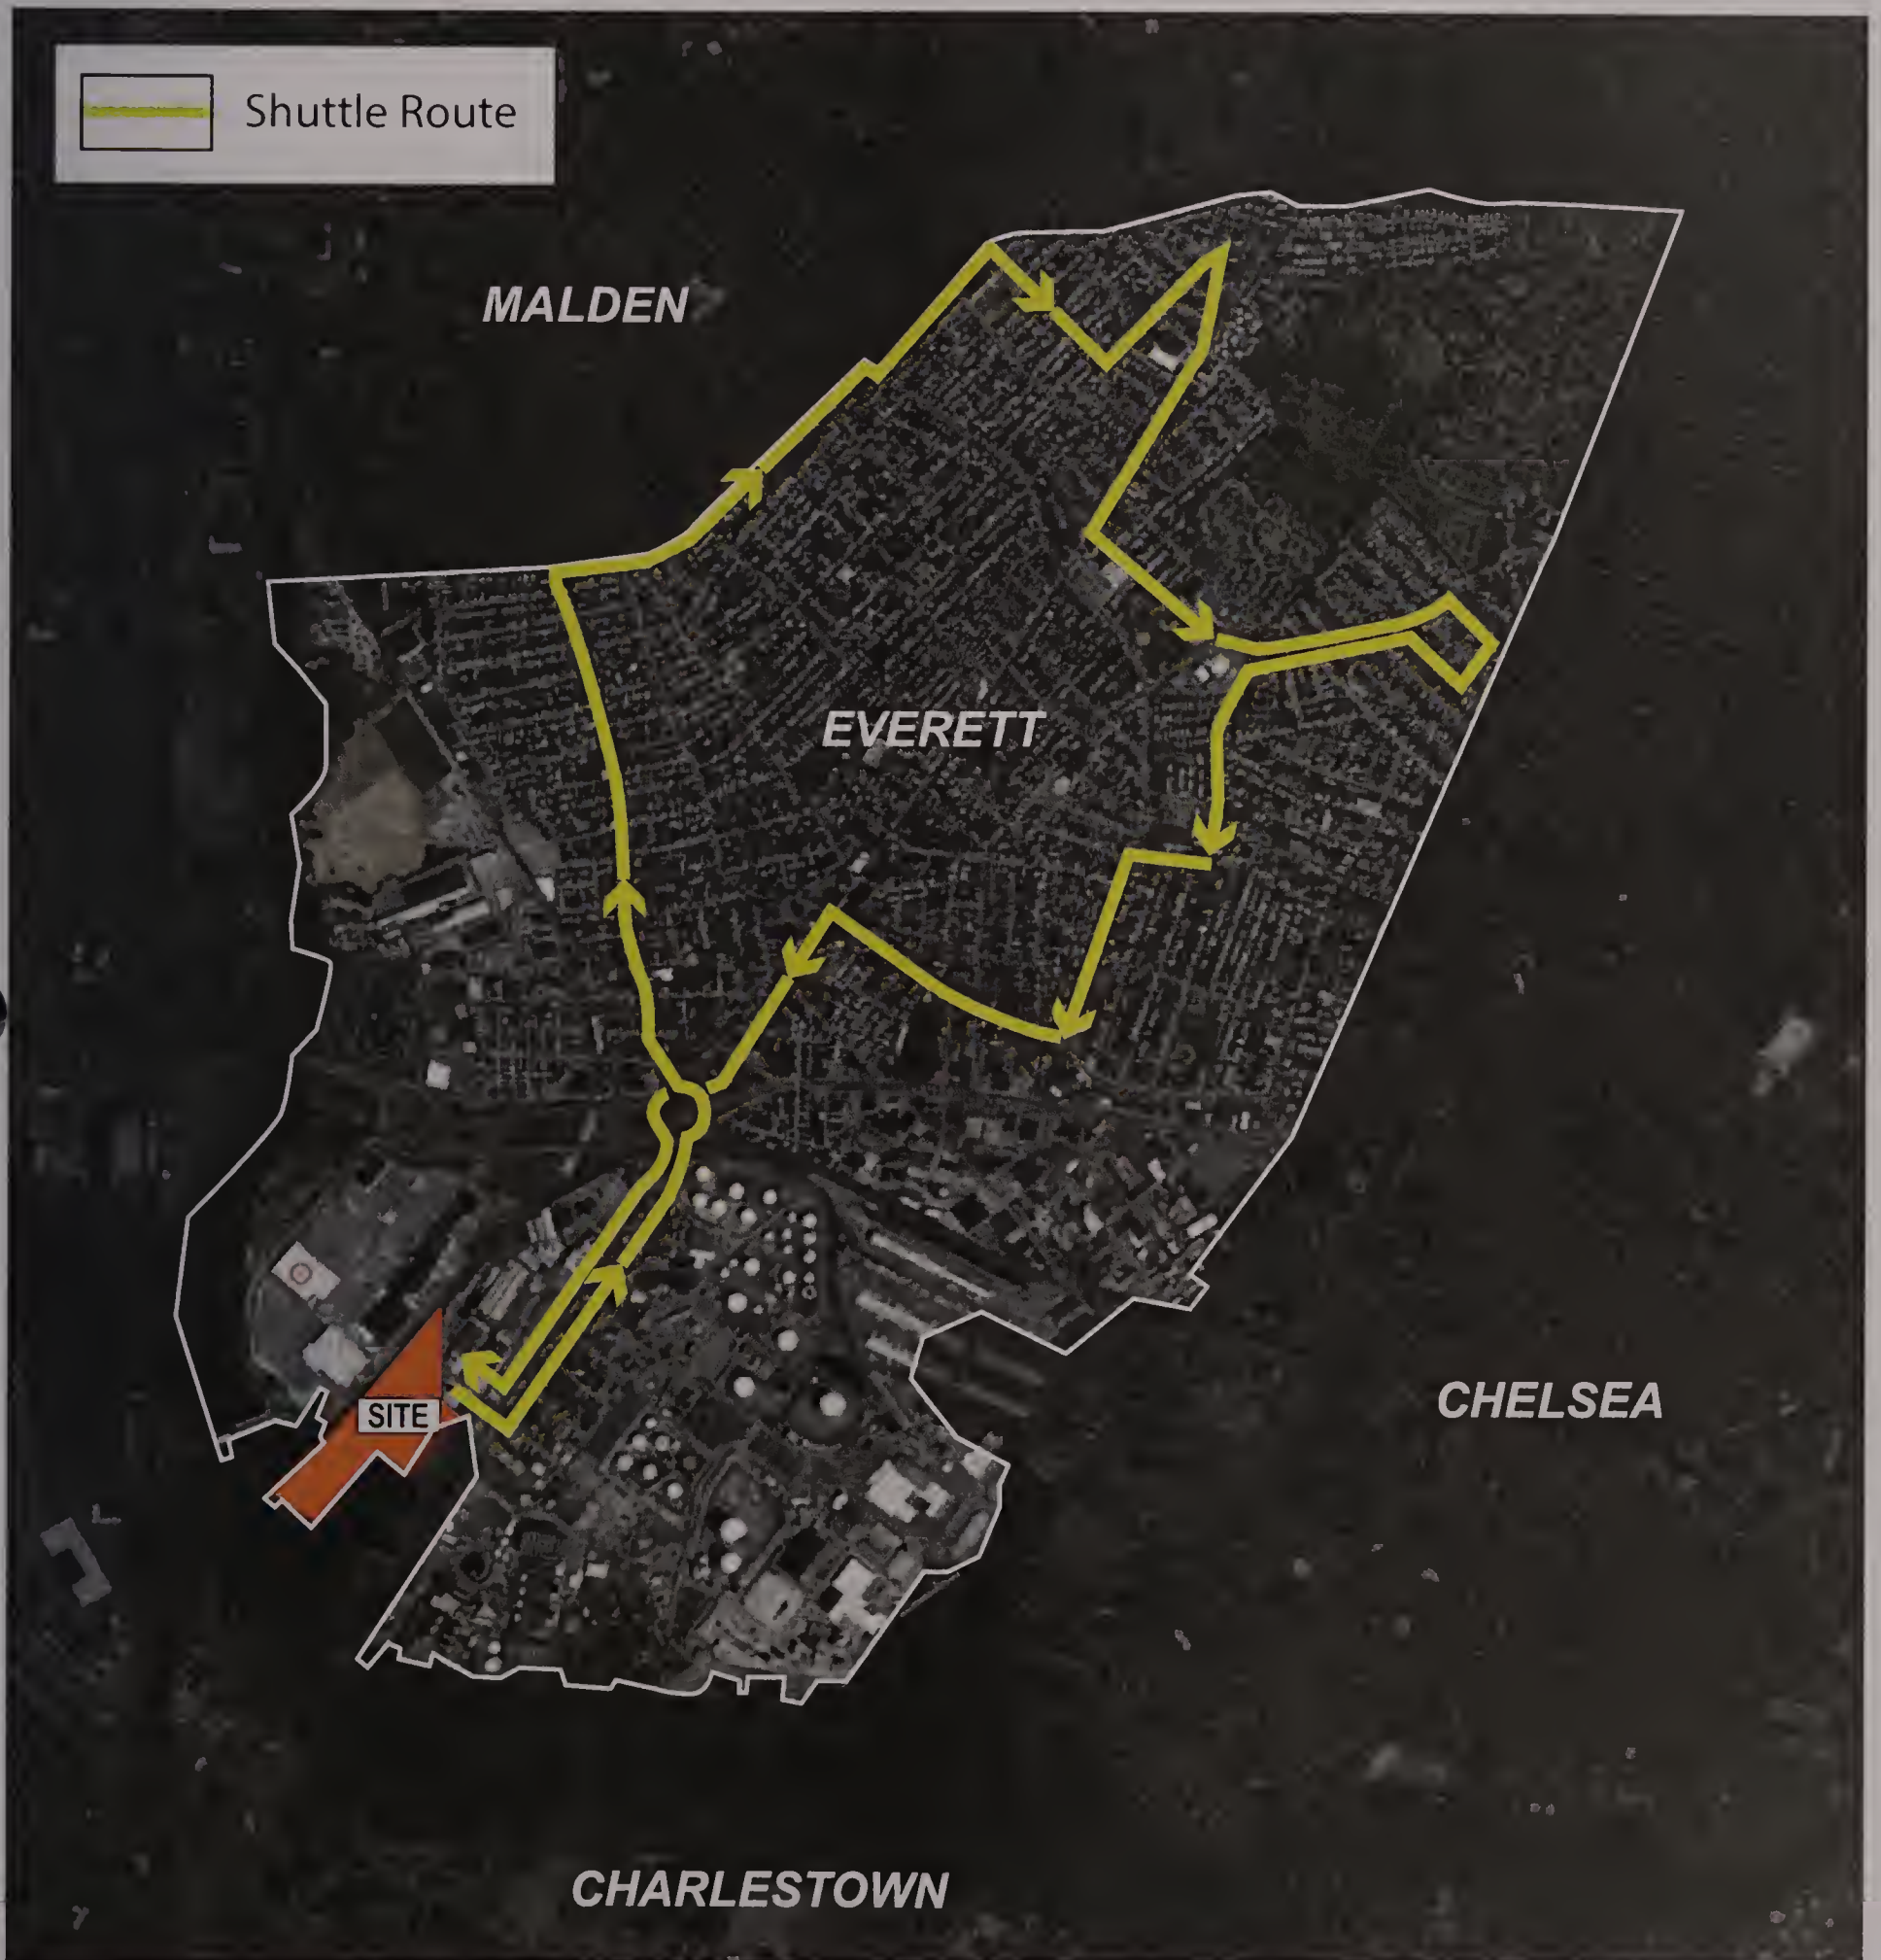 Shuttle Route
MALDEN
EVERETT
SITE
CHELSEA
CHARLESTOWN